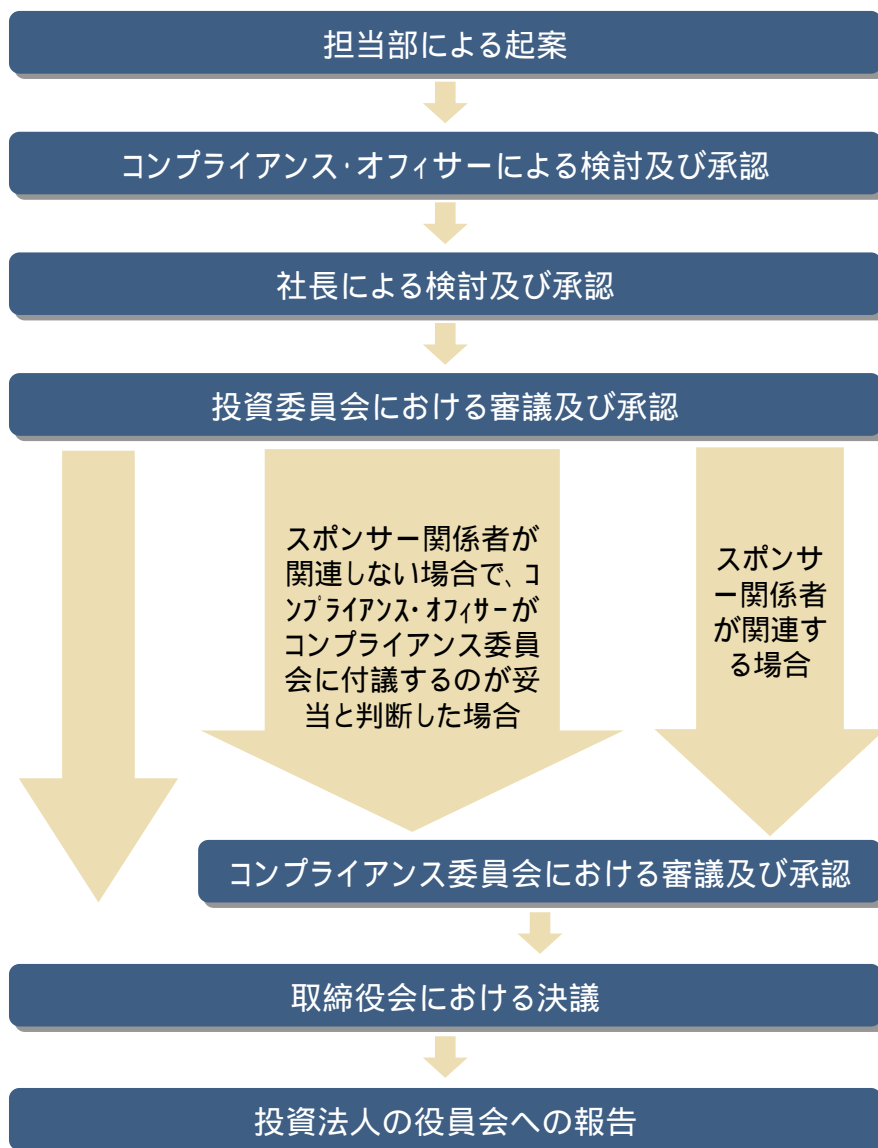 担当部による起案
コンプライアンス・オフィサーによる検討及び承認
社長による検討及び承認
投資委員会における審議及び承認
スポンサー関係者が
関連しない場合で、コ
ンプライアンス・オフィサーが
コンプライアンス委員
会に付議するのが妥
当と判断した場合
スポンサ
ー関係者
が関連す
る場合
コンプライアンス委員会における審議及び承認
取締役会における決議
投資法人の役員会への報告